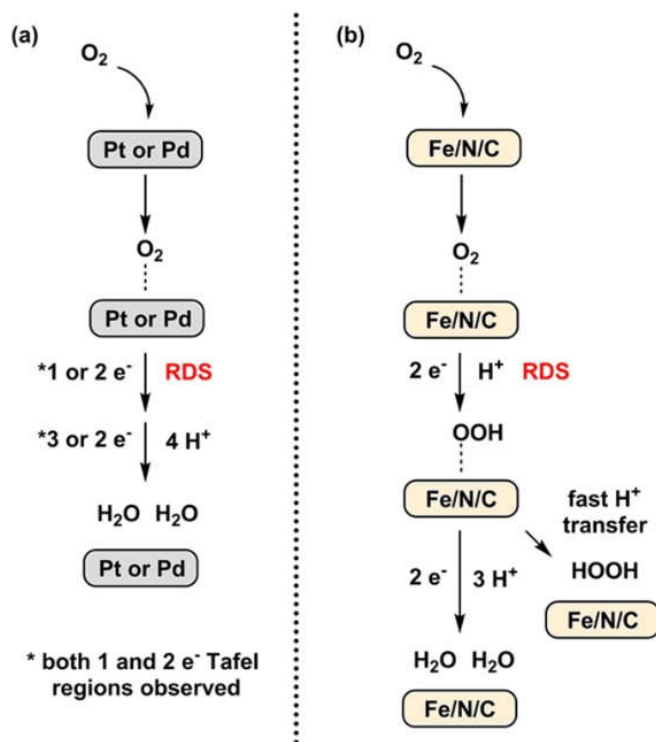 (a)
O₂
Pt or Pd
O₂
Pt or Pd
*1 or 2 e⁻ RDS
*3 or 2 e⁻ 4 H⁺
H₂O H₂O
Pt or Pd
* both 1 and 2 e⁻ Tafel
regions observed
(b)
O₂
Fe/N/C
O₂
Fe/N/C
2 e⁻ H⁺ RDS
OOH
Fe/N/C
fast H⁺
transfer
HOOH
Fe/N/C
2 e⁻ 3 H⁺
H₂O H₂O
Fe/N/C